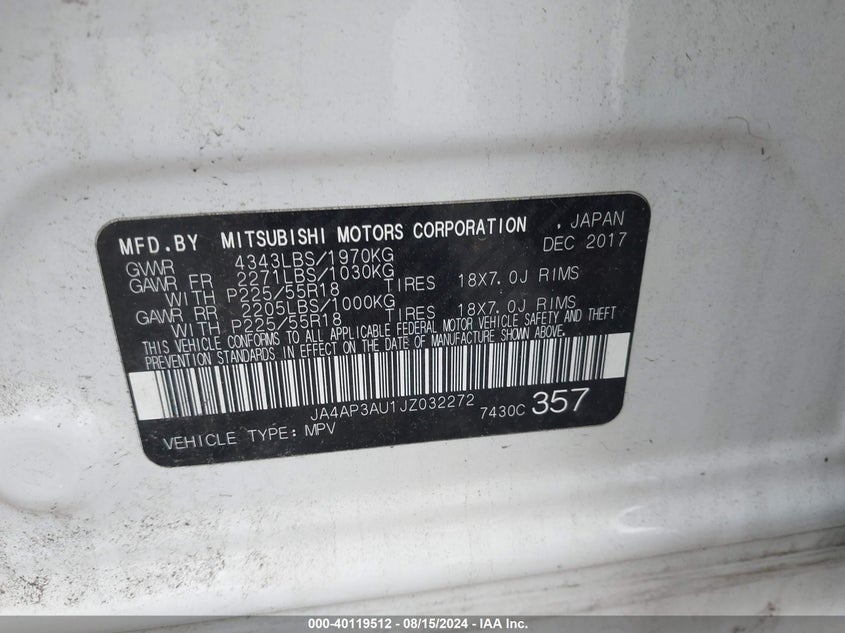 MFD.BY MITSUBISHI MOTORS CORPORATION , JAPAN
DEC 2017
GVWR 4343LBS/1970KG
GAWR FR 2271LBS/1030KG
WITH P225/55R18 TIRES 18X7.0J RIMS
GAWR RR 2205LBS/1000KG
WITH P225/55R18 TIRES 18X7.0J RIMS
THIS VEHICLE CONFORMS TO ALL APPLICABLE FEDERAL MOTOR VEHICLE SAFETY AND THEFT
PREVENTION STANDARDS IN EFFECT ON THE DATE OF MANUFACTURE SHOWN ABOVE.
JA4AP3AU1JZ032272 7430C 357
VEHICLE TYPE: MPV
000-40119512 - 08/15/2024 - IAA Inc.